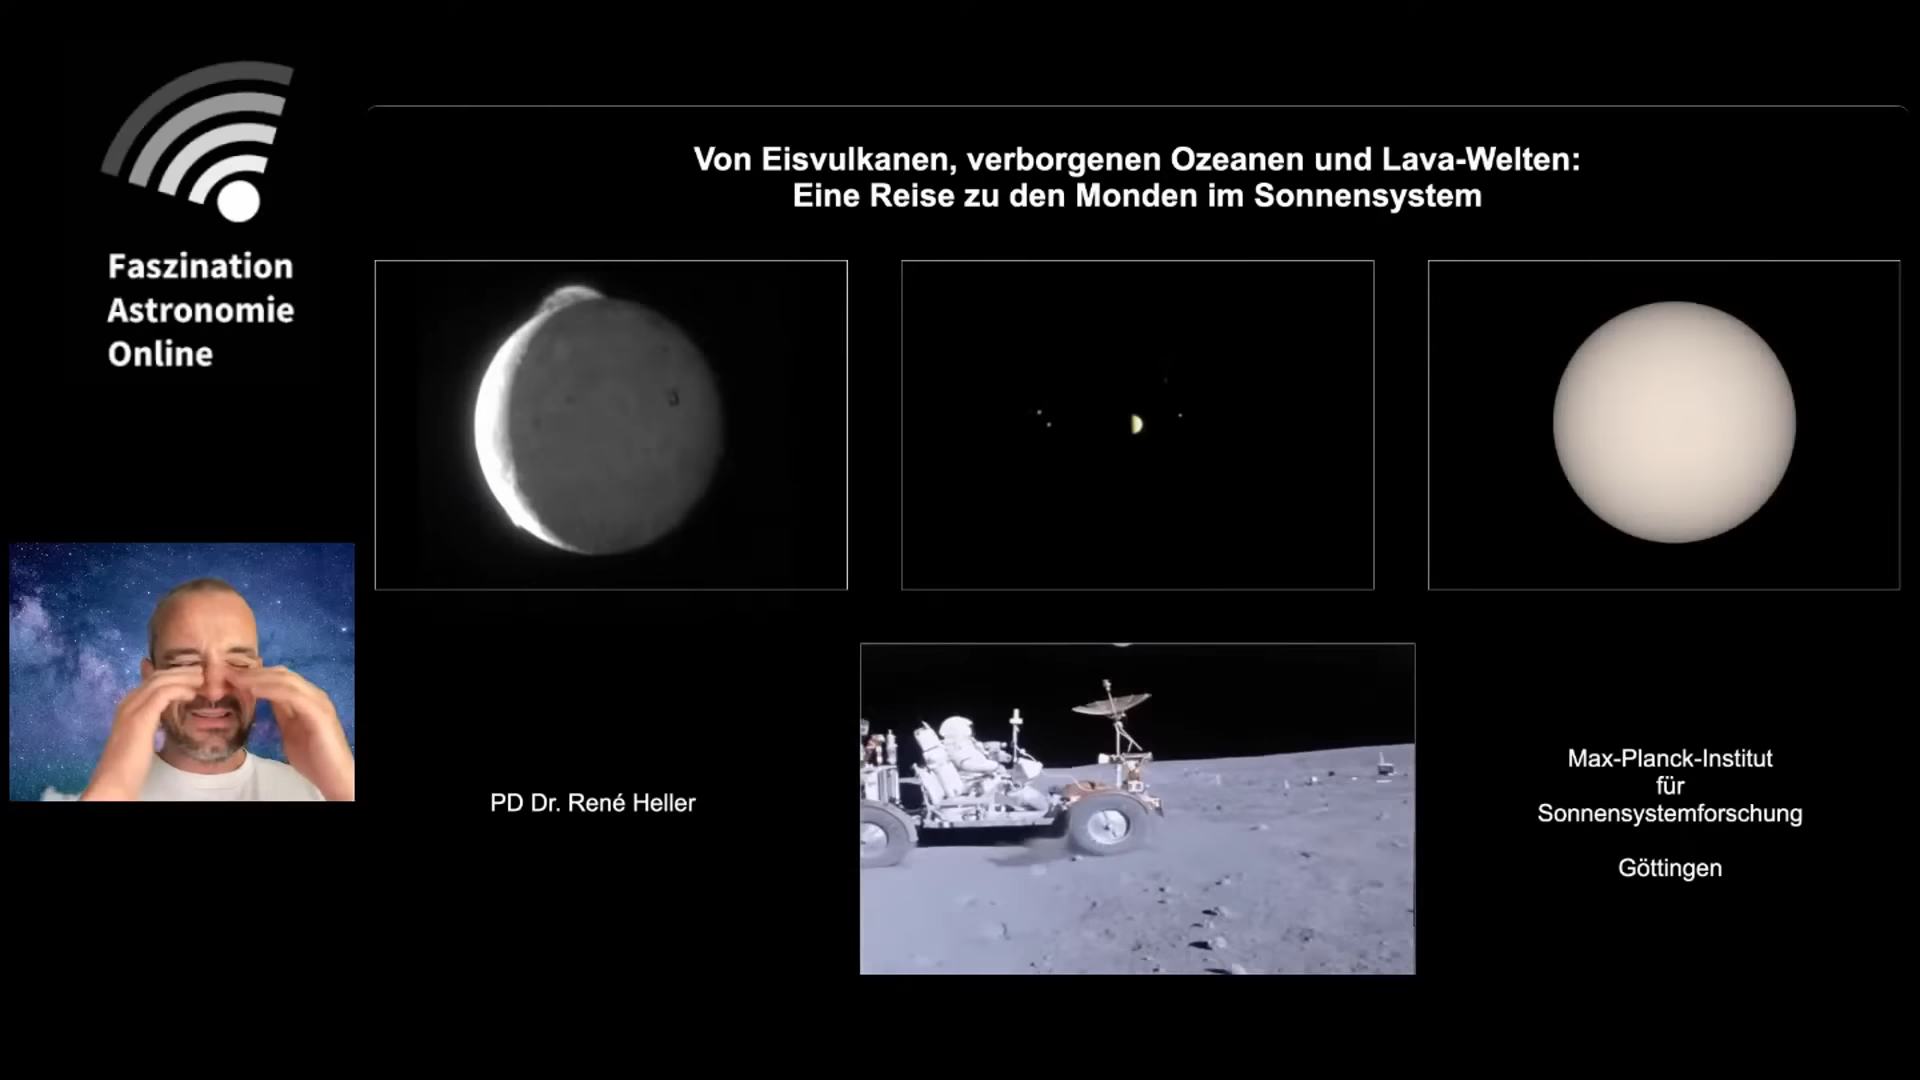 Faszination
Astronomie
Online
Von Eisvulkanen, verborgenen Ozeanen und Lava-Welten:
Eine Reise zu den Monden im Sonnensystem
PD Dr. René Heller
Max-Planck-Institut
für
Sonnensystemforschung
Göttingen